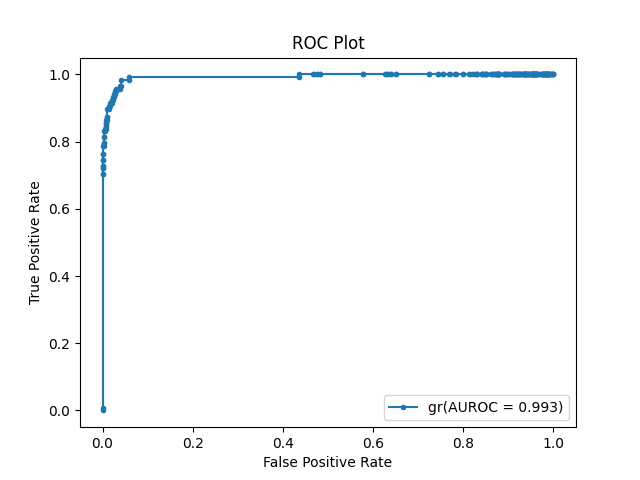 ROC Plot
True Positive Rate
1.0
0.8
0.6
0.4
0.2
0.0
gr(AUROC = 0.993)
0.0 0.2 0.4 0.6 0.8 1.0
False Positive Rate